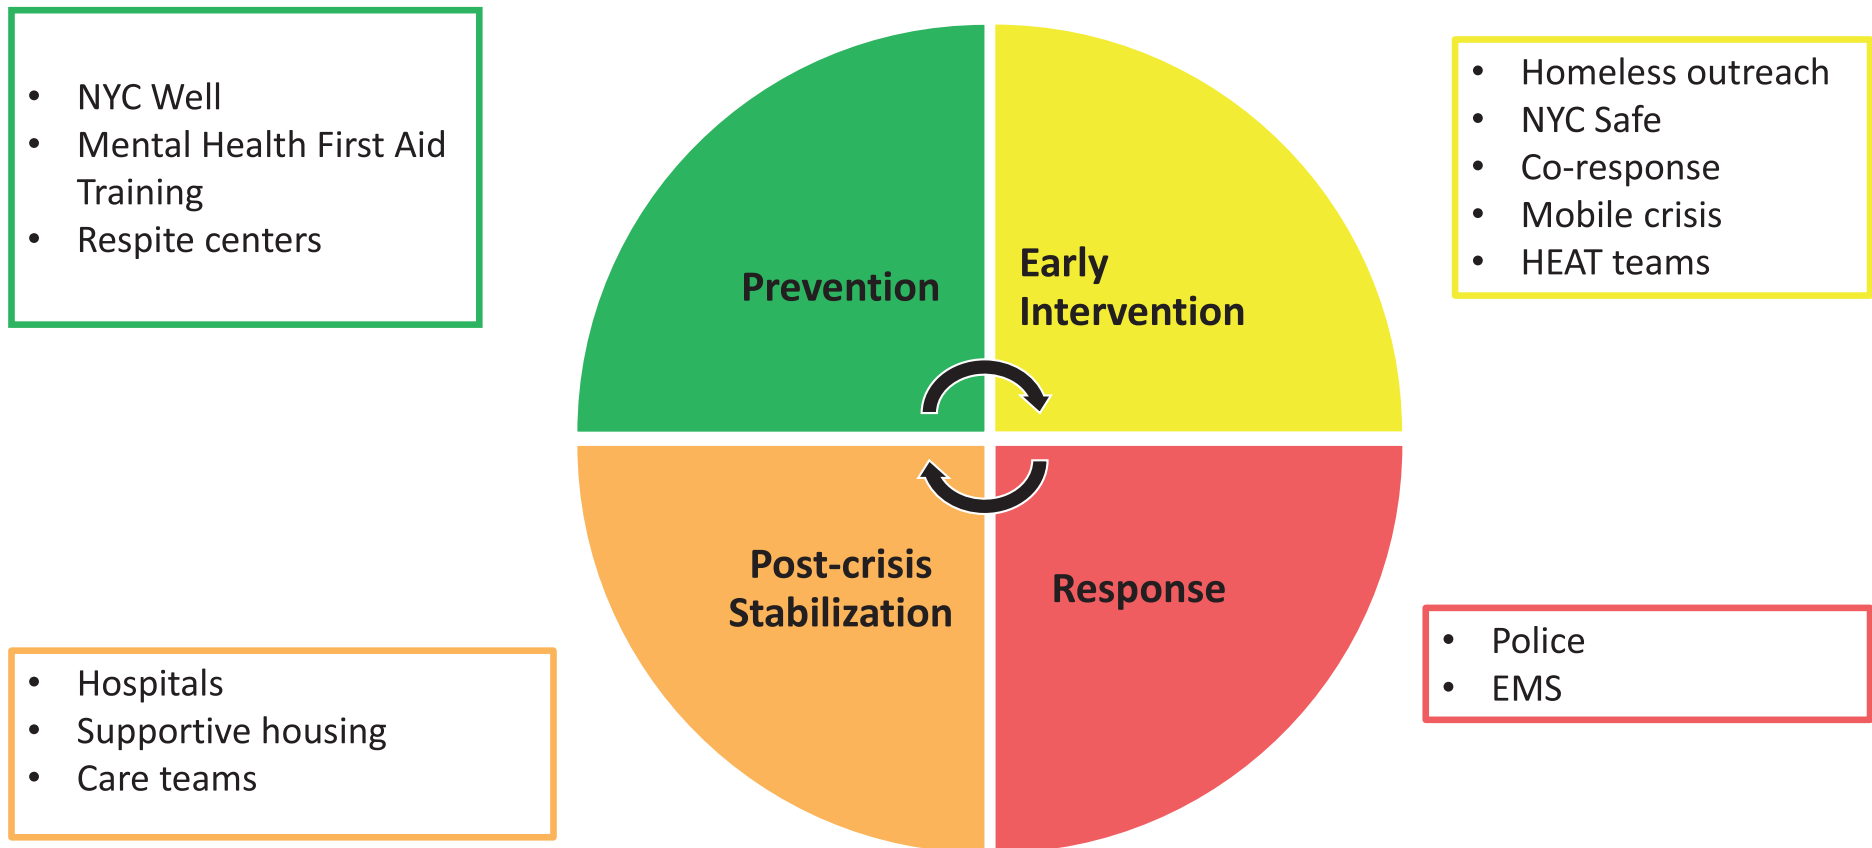 • NYC Well
• Mental Health First Aid
Training
• Respite centers
Prevention
Early
Intervention
• Homeless outreach
• NYC Safe
• Co-response
• Mobile crisis
• HEAT teams
Post-crisis
Stabilization
Response
• Hospitals
• Supportive housing
• Care teams
• Police
• EMS